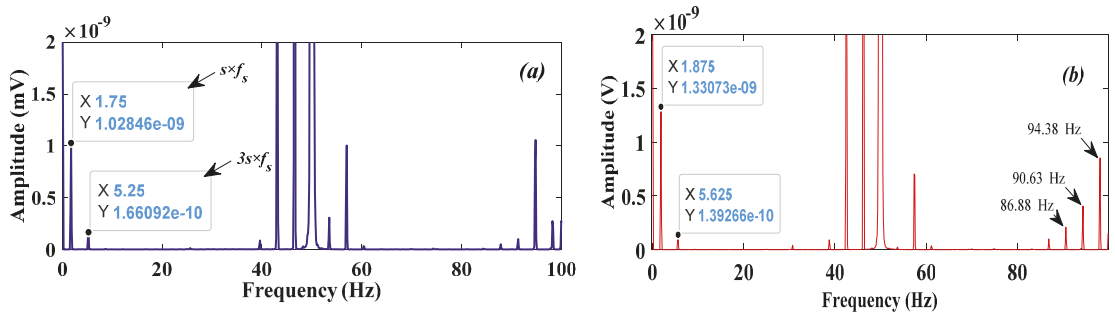 ×10⁻⁹
2
1.5
1
0.5
0
Amplitude (mV)
0 20 40 60 80 100
Frequency (Hz)
(a)
s×fₛ
X 1.75
Y 1.02846e-09
3s×fₛ
X 5.25
Y 1.66092e-10
×10⁻⁹
2
1.5
1
0.5
0
Amplitude (V)
0 20 40 60 80
Frequency (Hz)
(b)
X 1.875
Y 1.33073e-09
X 5.625
Y 1.39266e-10
94.38 Hz
90.63 Hz
86.88 Hz